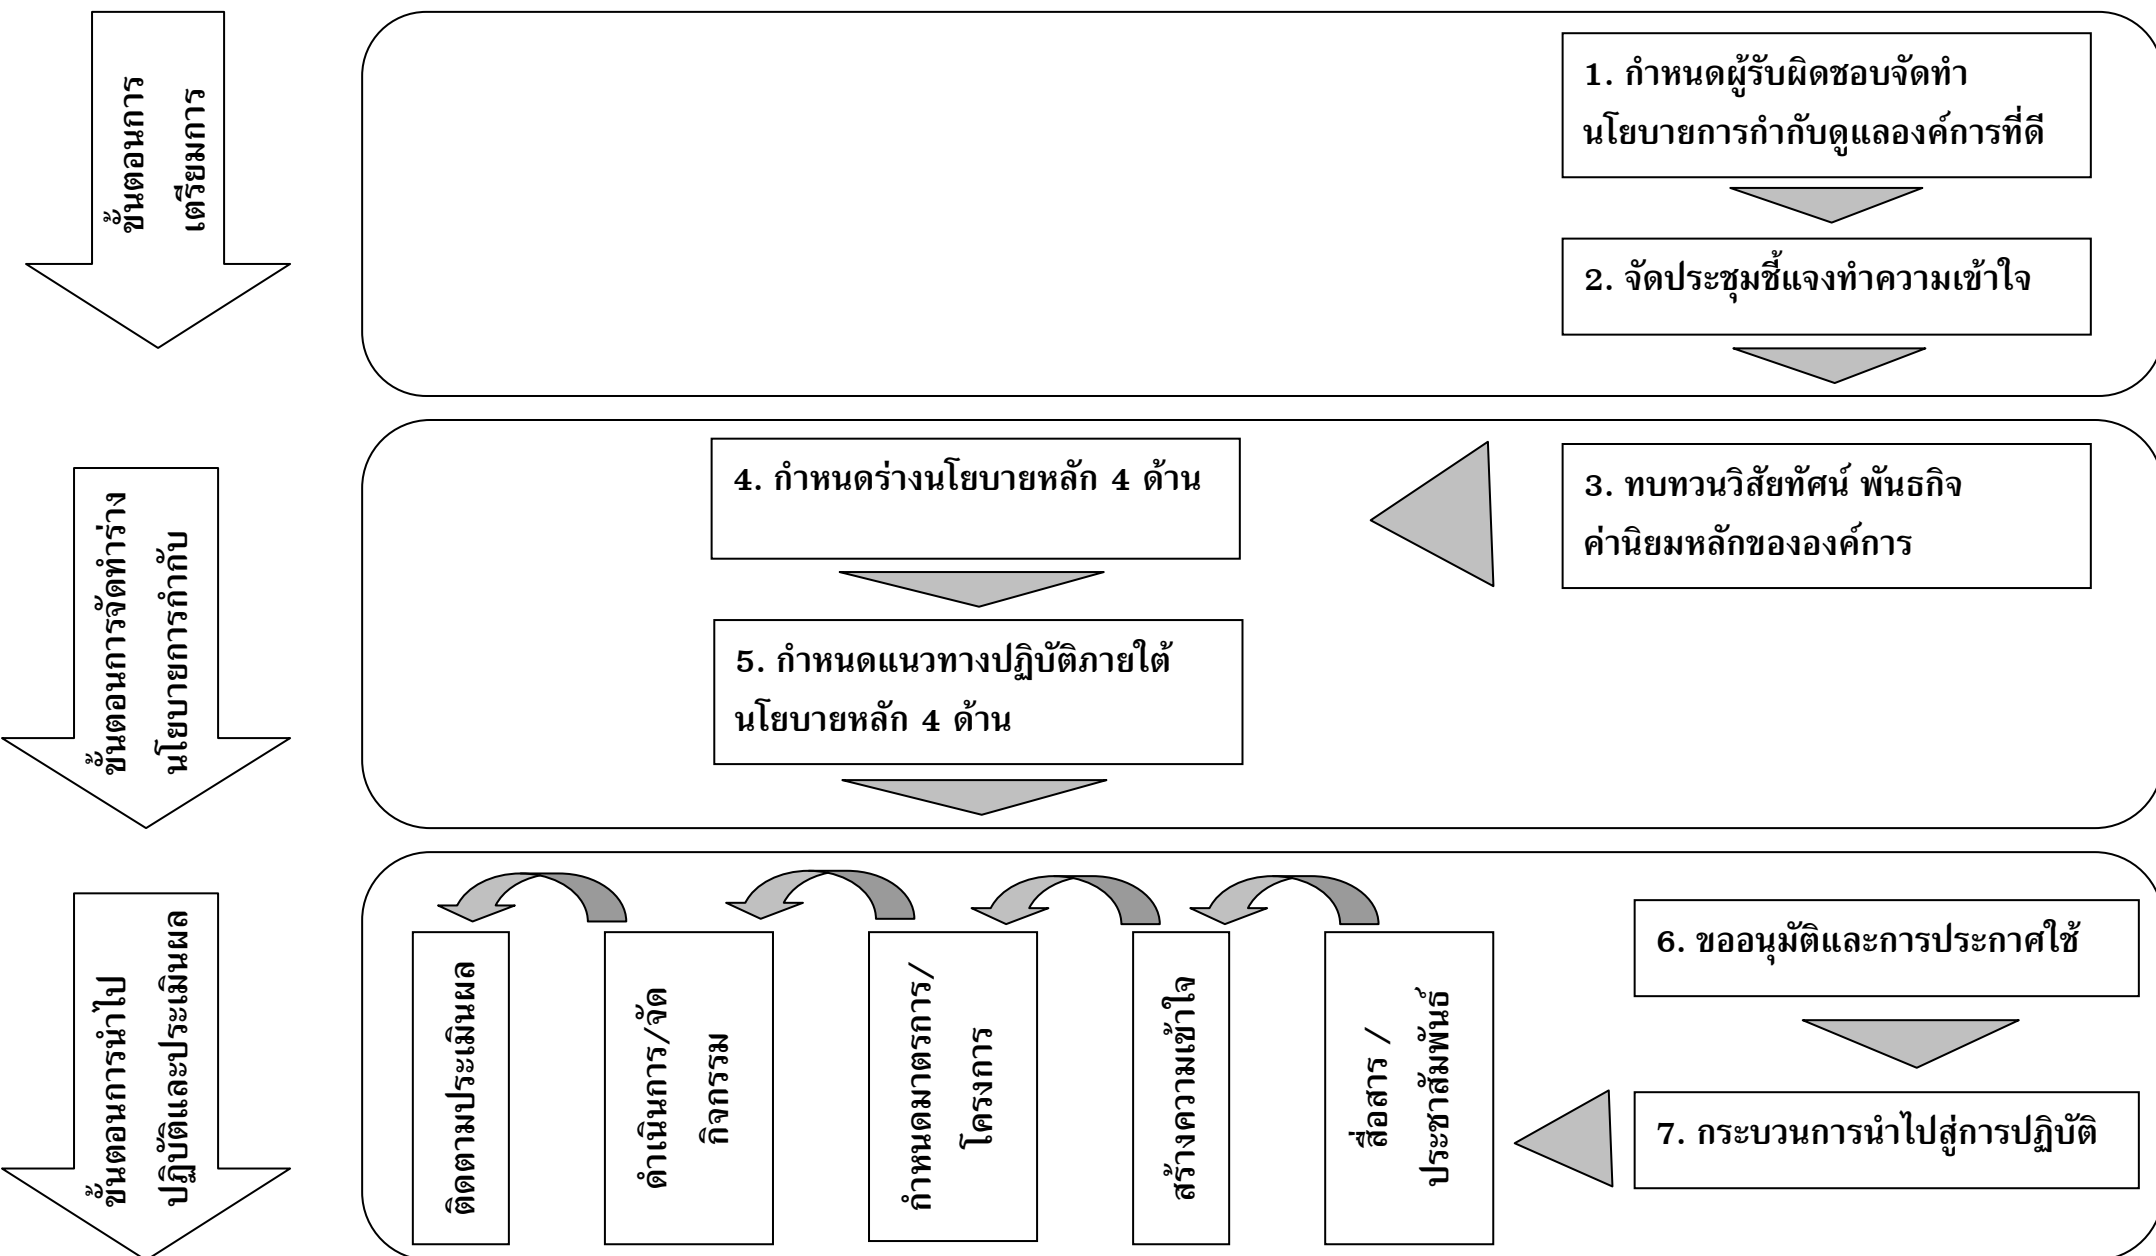 ขั้นตอนการ
เตรียมการ
1. กำหนดผู้รับผิดชอบจัดทำ
นโยบายการกำกับดูแลองค์การที่ดี
2. จัดประชุมชี้แจงทำความเข้าใจ
ขั้นตอนการจัดทำร่าง
นโยบายการกำกับ
3. ทบทวนวิสัยทัศน์ พันธกิจ
ค่านิยมหลักขององค์การ
4. กำหนดร่างนโยบายหลัก 4 ด้าน
5. กำหนดแนวทางปฏิบัติภายใต้
นโยบายหลัก 4 ด้าน
ขั้นตอนการนำไป
ปฏิบัติและประเมินผล
6. ขออนุมัติและการประกาศใช้
7. กระบวนการนำไปสู่การปฏิบัติ
สื่อสาร /
ประชาสัมพันธ์
สร้างความเข้าใจ
กำหนดมาตรการ/
โครงการ
ดำเนินการ/จัด
กิจกรรม
ติดตามประเมินผล